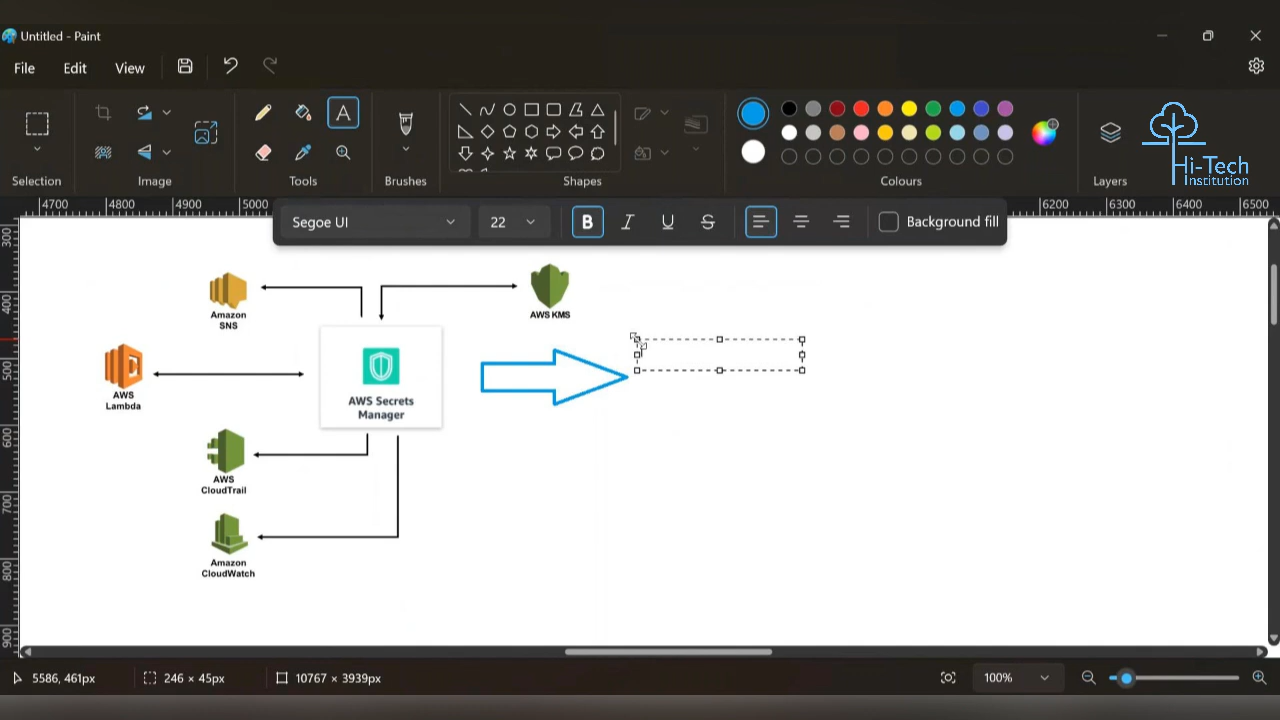 Untitled - Paint
File
Edit
View
Selection
Image
Tools
Brushes
Shapes
Colours
Layers
Hi-Tech
Institution
4700
4800
4900
5000
6200
6300
6400
6500
Segoe UI
22
B
I
U
S
Background fill
300
400
500
600
700
800
900
Amazon
SNS
AWS KMS
AWS
Lambda
AWS Secrets
Manager
AWS
CloudTrail
Amazon
CloudWatch
5586, 461px
246 × 45px
10767 × 3939px
100%